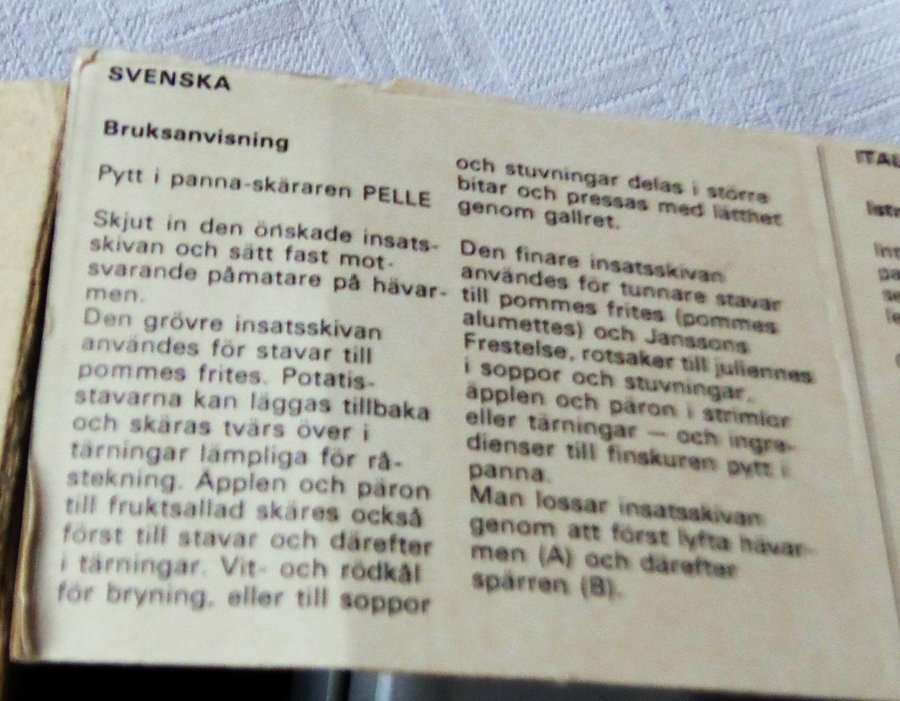 SVENSKA
Bruksanvisning
Pytt i panna-skäraren PELLE
Skjut in den önskade insats-
skivan och sätt fast mot-
svarande påmatare på hävar-
men.
Den grövre insatsskivan
användes för stavar till
pommes frites. Potatis-
stavarna kan läggas tillbaka
och skäras tvärs över i
tärningar lämpliga för rå-
stekning. Äpplen och päron
till fruktsallad skäres också
först till stavar och därefter
i tärningar. Vit- och rödkål
för bryning, eller till soppor
och stuvningar delas i större
bitar och pressas med lätthet
genom gallret.
Den finare insatsskivan
användes för tunnare stavar
till pommes frites (pommes
alumettes) och Janssons
Frestelse, rotsaker till juliennes
i soppor och stuvningar,
äpplen och päron i strimlor
eller tärningar — och ingre-
dienser till finskuren pytt i
panna.
Man lossar insatsskivan
genom att först lyfta hävar-
men (A) och därefter
spärren (B).
ITAL
Istr